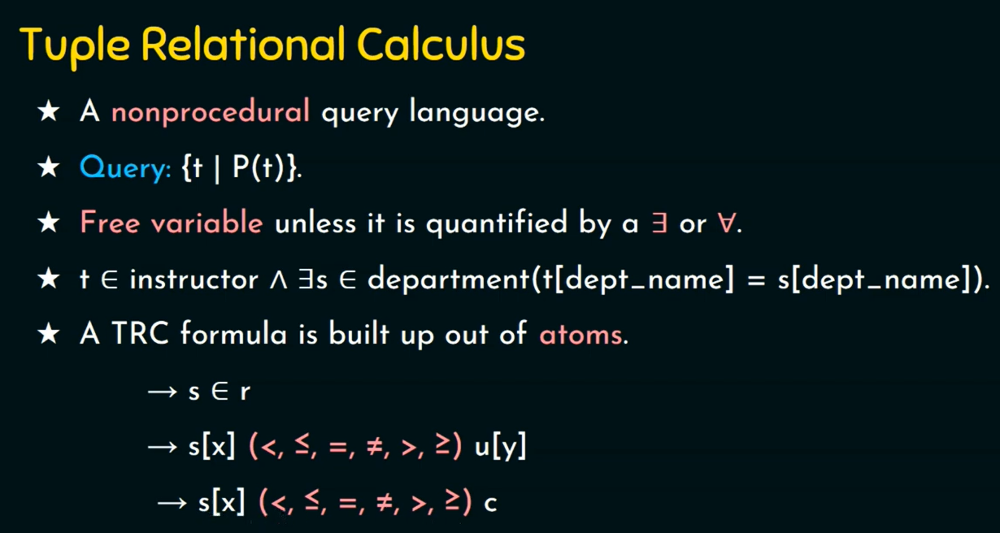 Tuple Relational Calculus
★ A nonprocedural query language.
★ Query: {t | P(t)}.
★ Free variable unless it is quantified by a ∃ or ∀.
★ t ∈ instructor ∧ ∃s ∈ department(t[dept_name] = s[dept_name]).
★ A TRC formula is built up out of atoms.
→ s ∈ r
→ s[x] (<, ≤, =, ≠, >, ≥) u[y]
→ s[x] (<, ≤, =, ≠, >, ≥) c